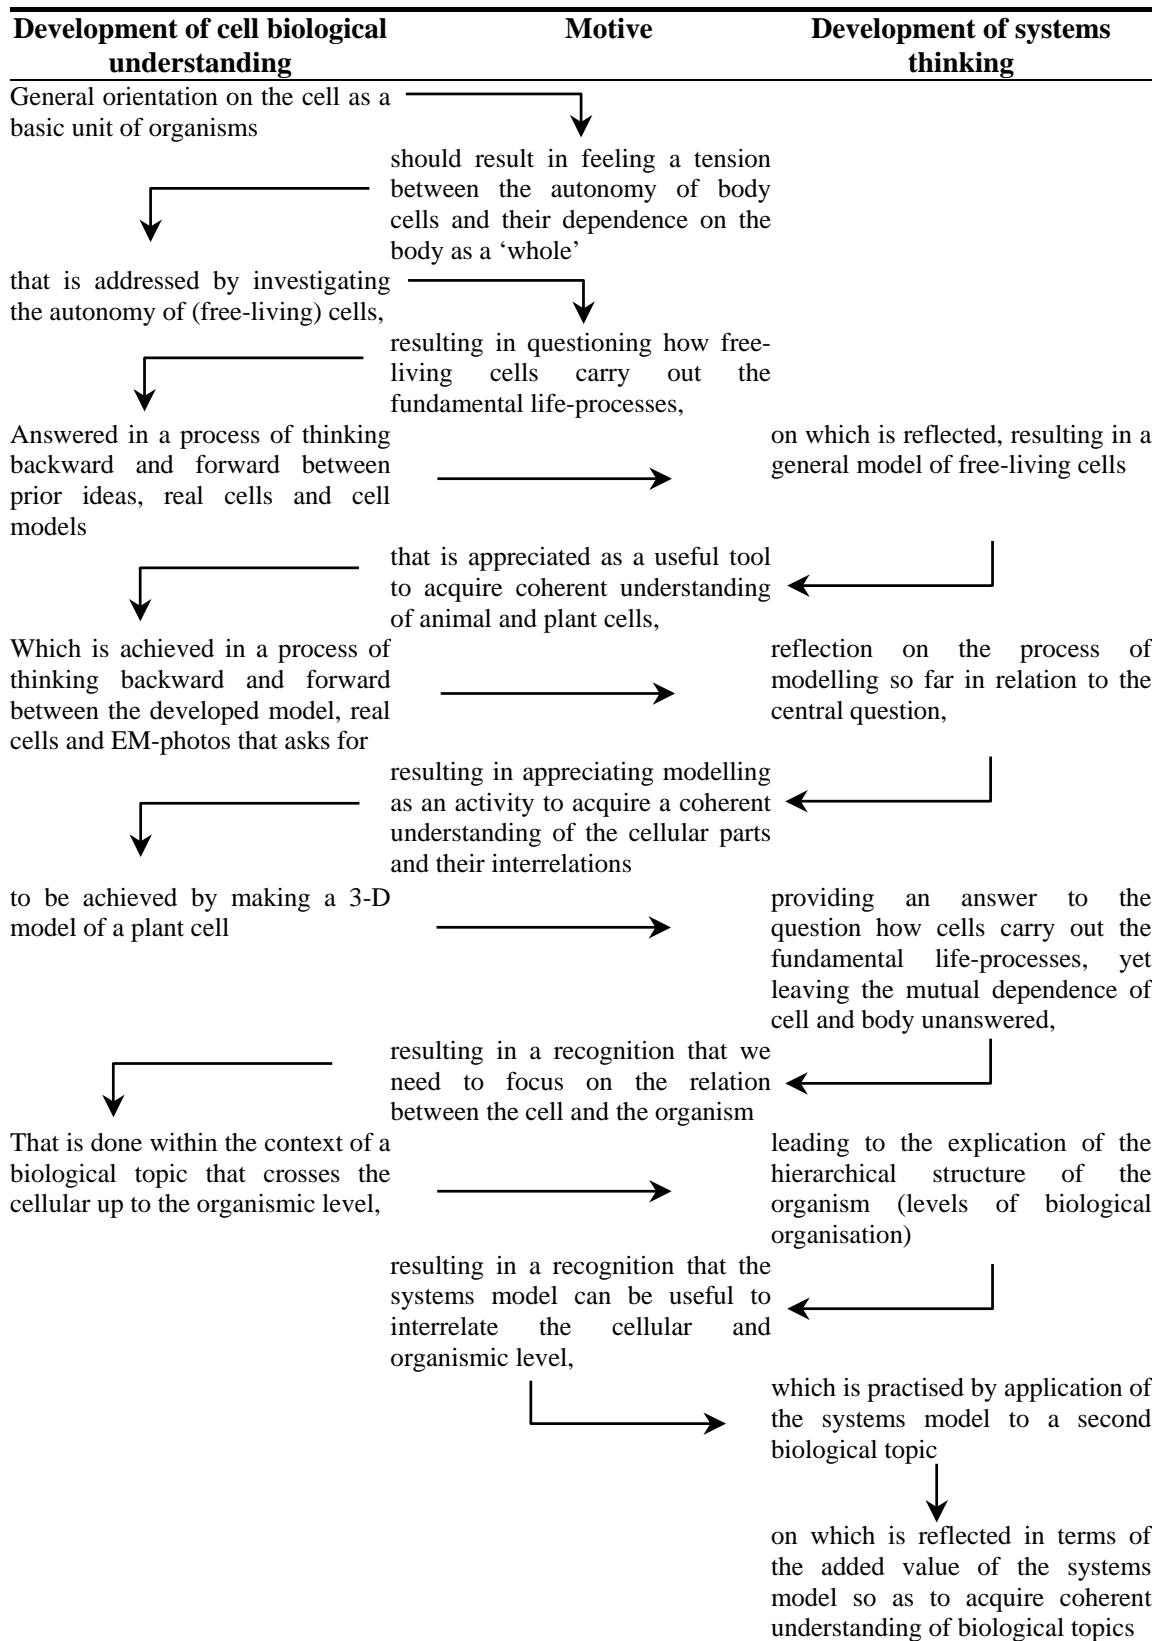 Development of cell biological
understanding
Motive
Development of systems
thinking
General orientation on the cell as a
basic unit of organisms
should result in feeling a tension
between the autonomy of body
cells and their dependence on the
body as a ‘whole’
that is addressed by investigating
the autonomy of (free-living) cells,
resulting in questioning how free-
living cells carry out the
fundamental life-processes,
Answered in a process of thinking
backward and forward between
prior ideas, real cells and cell
models
on which is reflected, resulting in a
general model of free-living cells
that is appreciated as a useful tool
to acquire coherent understanding
of animal and plant cells,
Which is achieved in a process of
thinking backward and forward
between the developed model, real
cells and EM-photos that asks for
reflection on the process of
modelling so far in relation to the
central question,
resulting in appreciating modelling
as an activity to acquire a coherent
understanding of the cellular parts
and their interrelations
to be achieved by making a 3-D
model of a plant cell
providing an answer to the
question how cells carry out the
fundamental life-processes, yet
leaving the mutual dependence of
cell and body unanswered,
resulting in a recognition that we
need to focus on the relation
between the cell and the organism
That is done within the context of a
biological topic that crosses the
cellular up to the organismic level,
leading to the explication of the
hierarchical structure of the
organism (levels of biological
organisation)
resulting in a recognition that the
systems model can be useful to
interrelate the cellular and
organismic level,
which is practised by application of
the systems model to a second
biological topic
on which is reflected in terms of
the added value of the systems
model so as to acquire coherent
understanding of biological topics